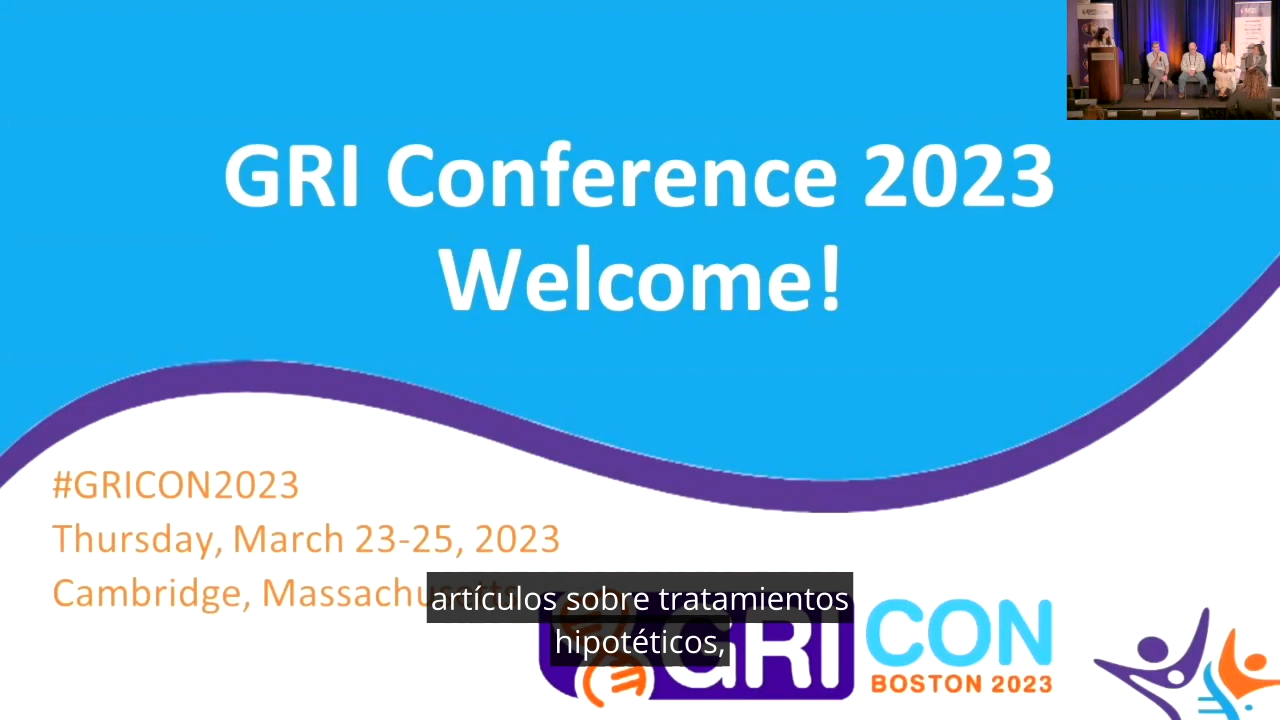 GRI Conference 2023
Welcome!
#GRICON2023
Thursday, March 23-25, 2023
Cambridge,
artículos sobre tratamientos
hipotéticos,
GRI CON
BOSTON 2023